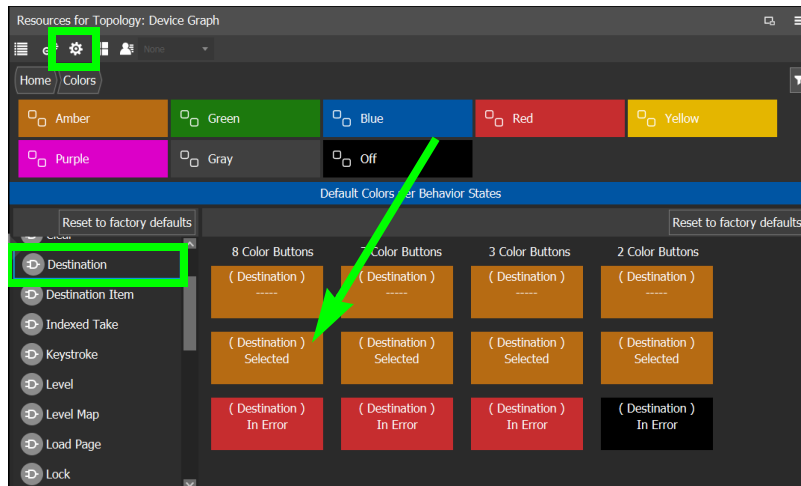 Resources for Topology: Device Graph
None
Home Colors
Amber Green Blue Red Yellow
Purple Gray Off
Default Colors per Behavior States
Reset to factory defaults Reset to factory defaults
Clear
Destination
Destination Item
Indexed Take
Keystroke
Level
Level Map
Load Page
Lock
8 Color Buttons 7 Color Buttons 3 Color Buttons 2 Color Buttons
( Destination ) ( Destination ) ( Destination ) ( Destination )
----- ----- ----- -----
( Destination ) ( Destination ) ( Destination ) ( Destination )
Selected Selected Selected Selected
( Destination ) ( Destination ) ( Destination ) ( Destination )
In Error In Error In Error In Error